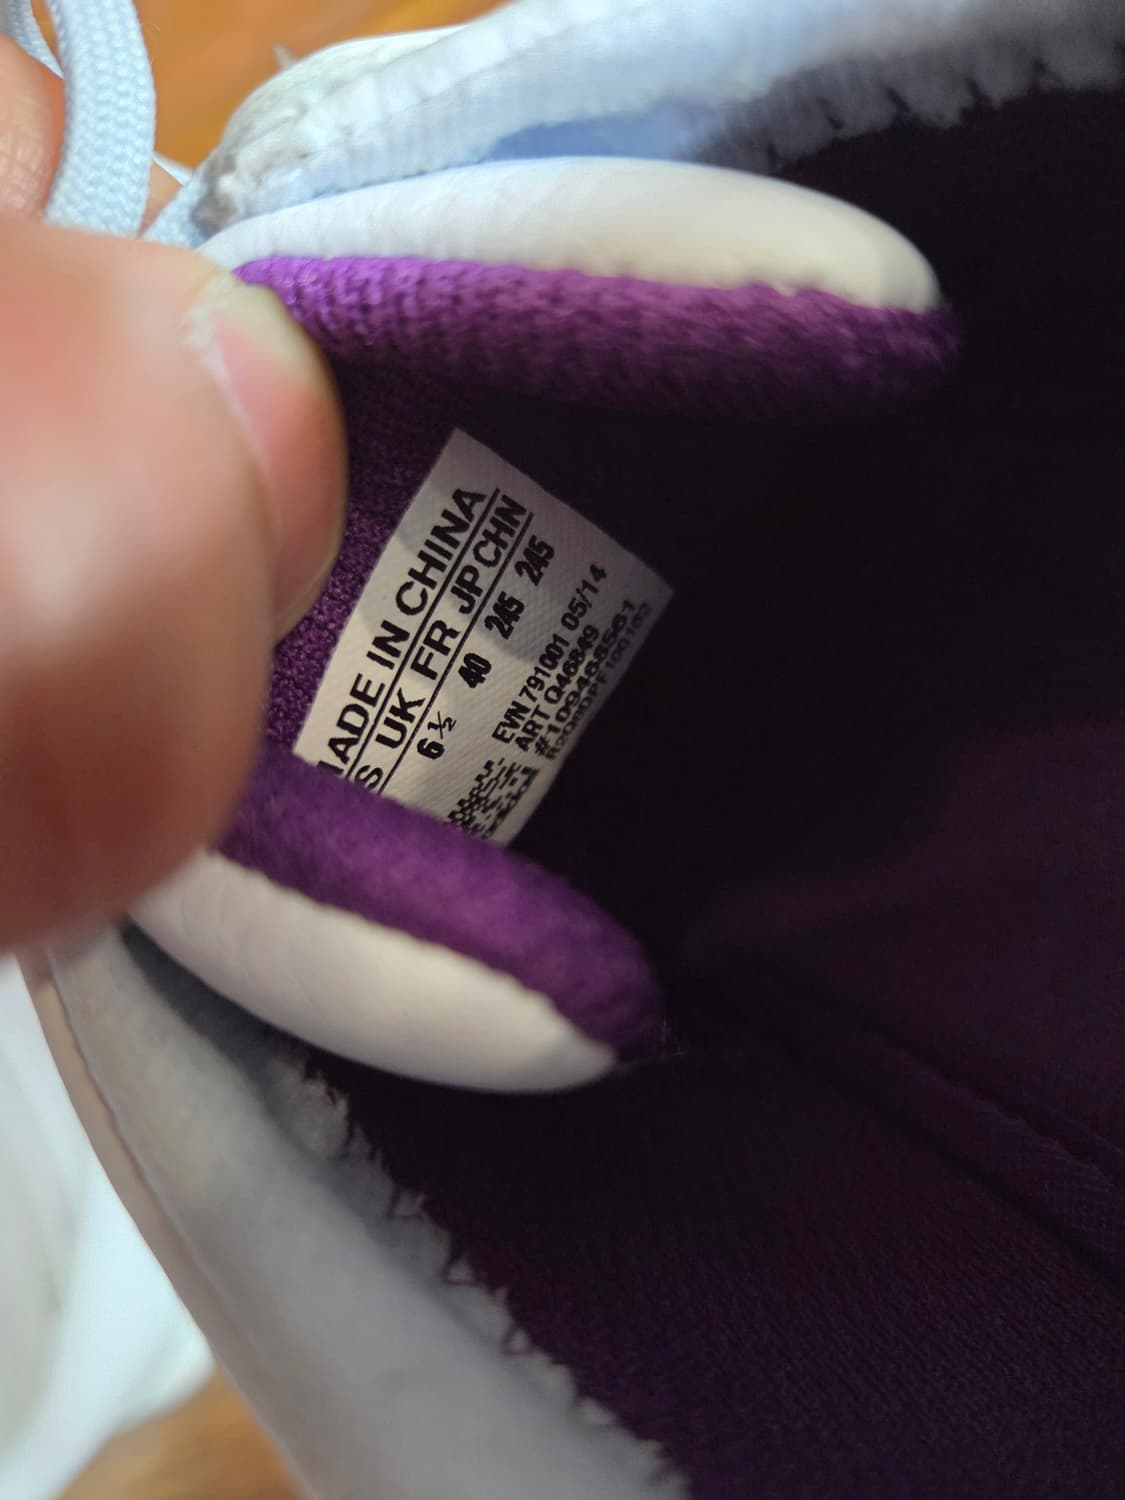 MADE IN CHINA
S UK FR JP CHN
6½ 40 245 245
EVN 791001 05/14
ART Q46849